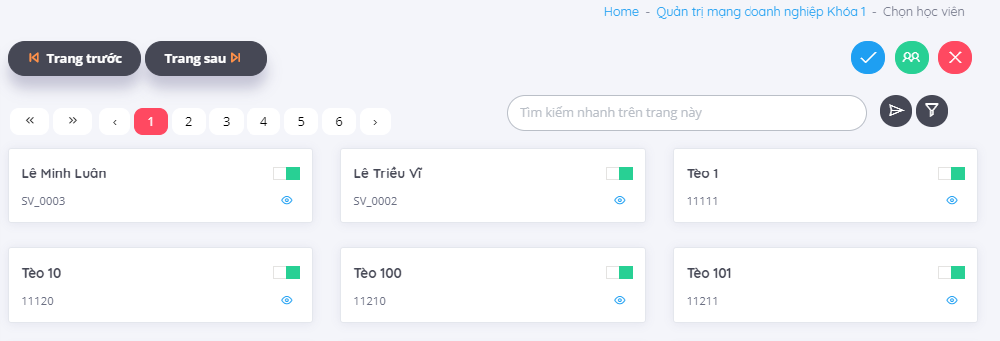 Home - Quản trị mạng doanh nghiệp Khóa 1 - Chọn học viên
Trang trước Trang sau
« » ‹ 1 2 3 4 5 6 ›
Tìm kiếm nhanh trên trang này
Lê Minh Luân
SV_0003
Lê Triều Vĩ
SV_0002
Tèo 1
11111
Tèo 10
11120
Tèo 100
11210
Tèo 101
11211